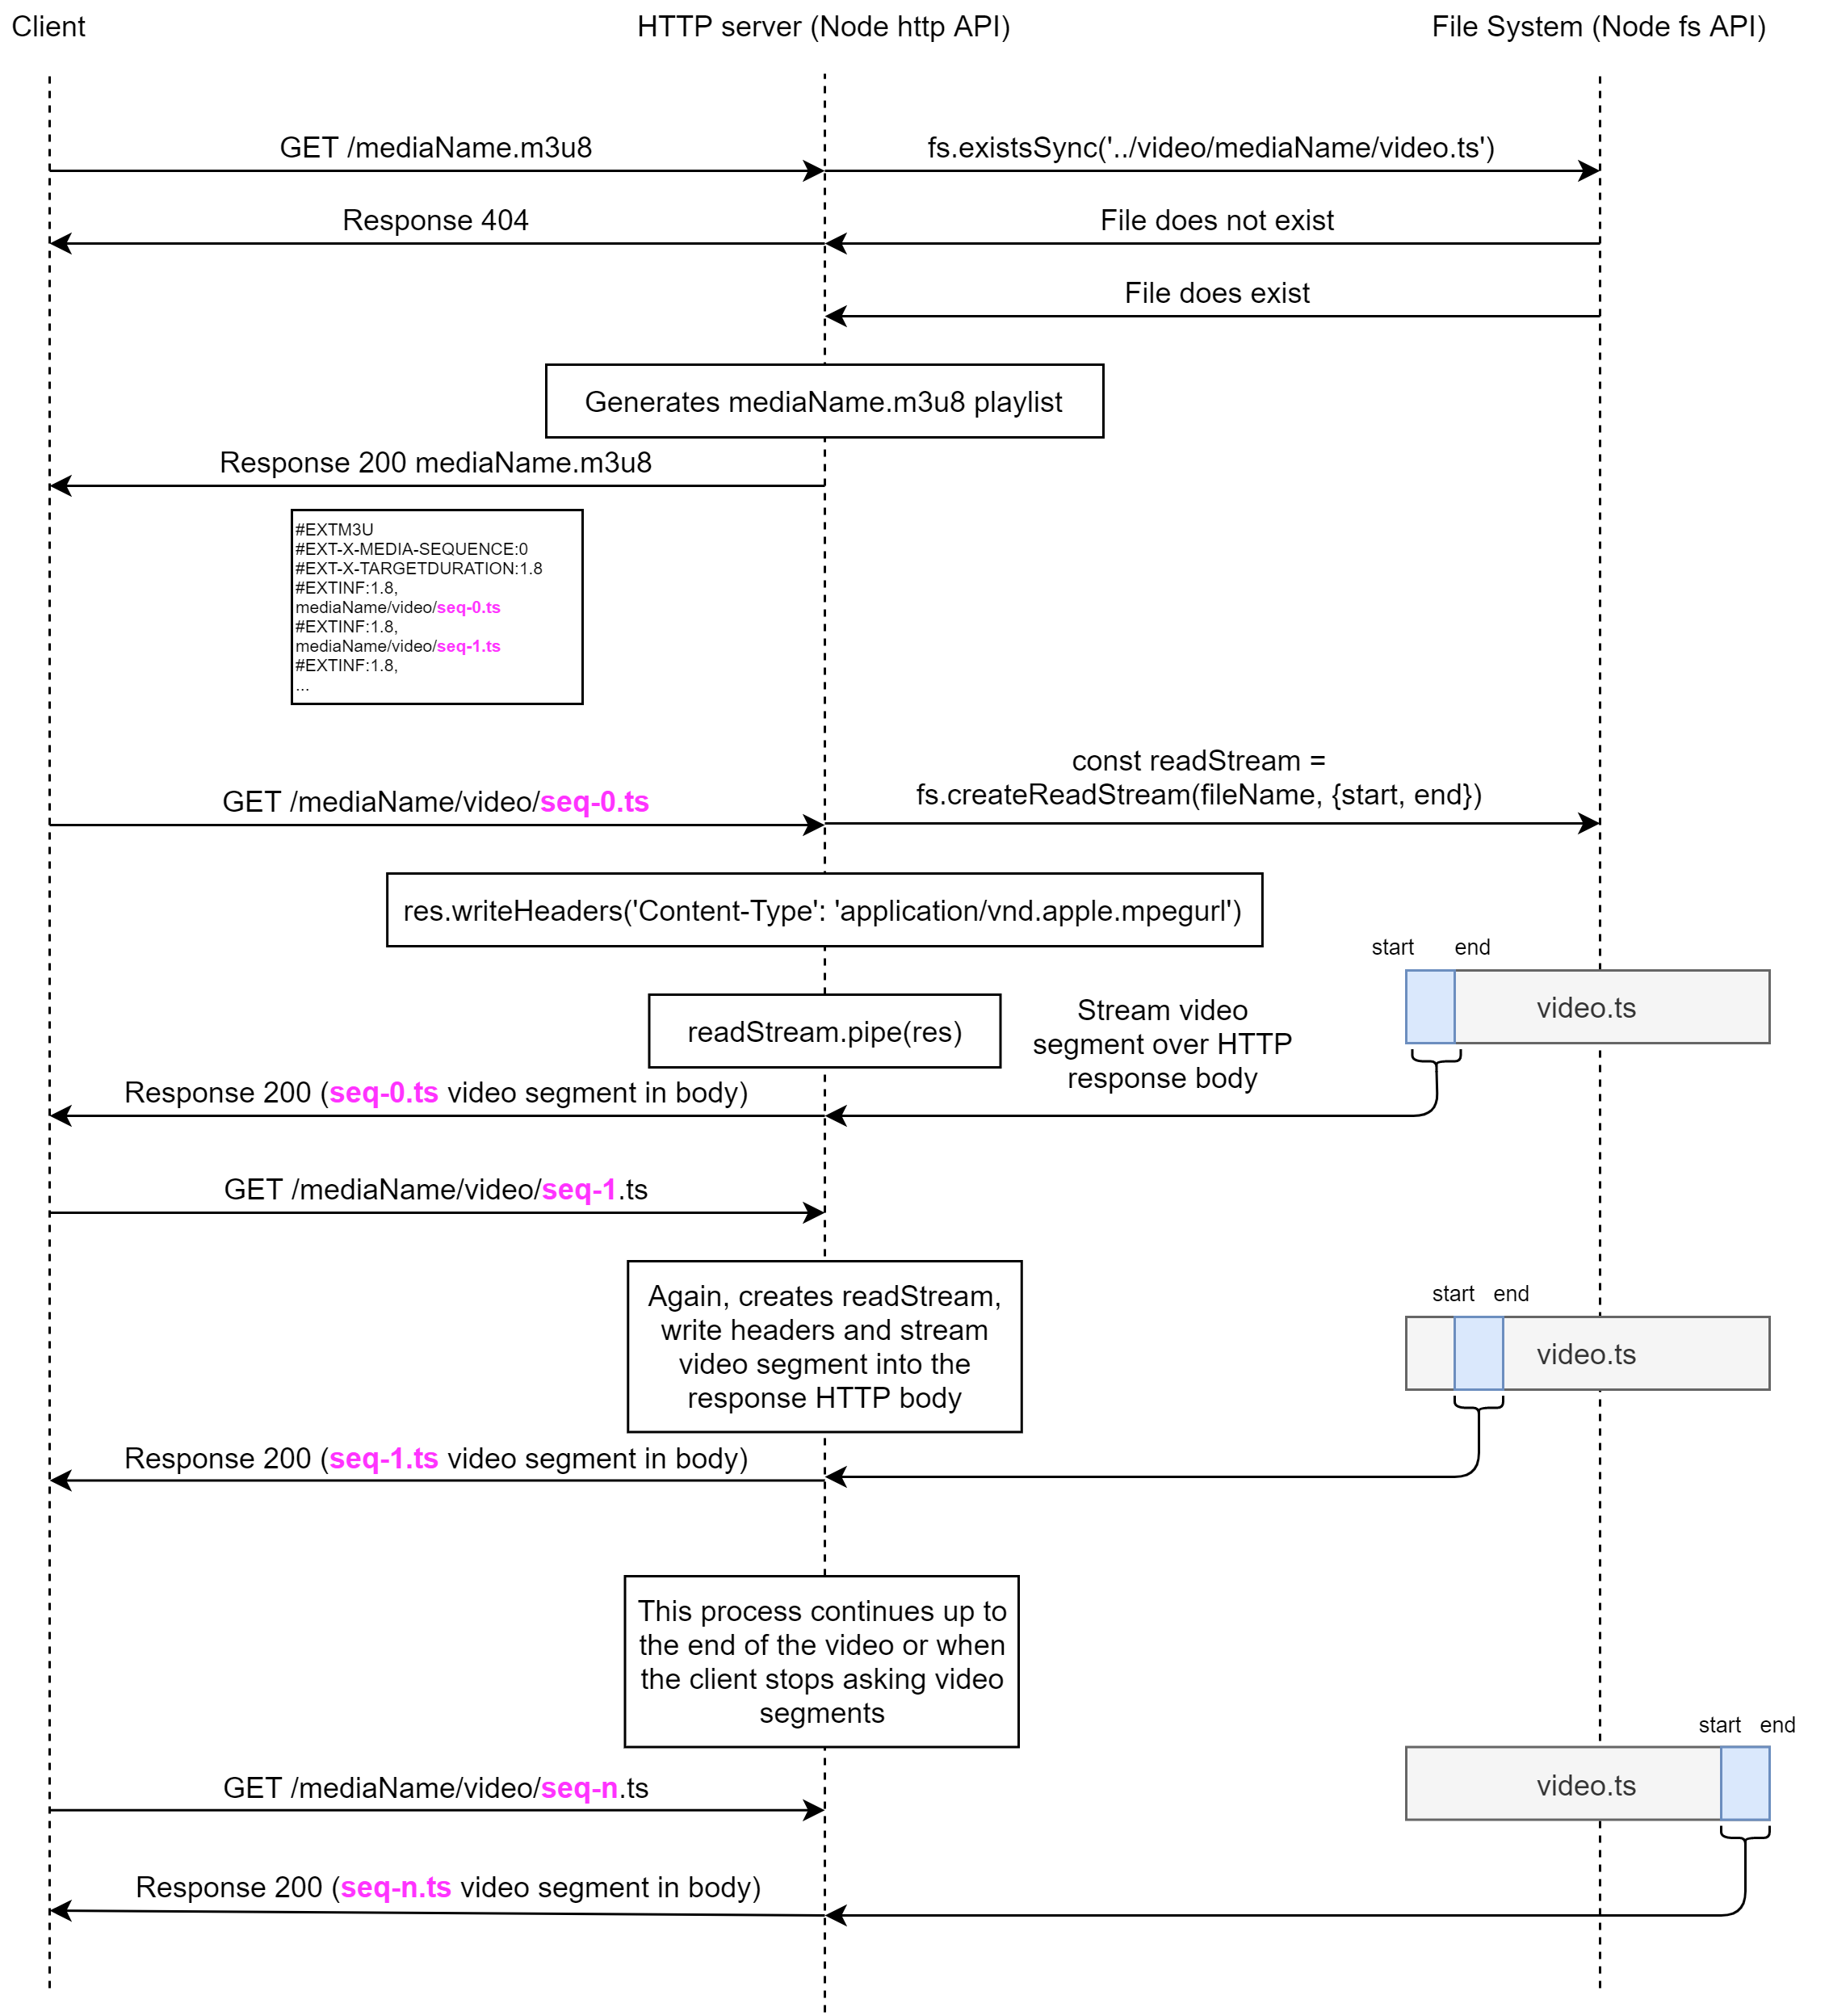 Client
HTTP server (Node http API)
File System (Node fs API)
GET /mediaName.m3u8
fs.existsSync('../video/mediaName/video.ts')
Response 404
File does not exist
File does exist
Generates mediaName.m3u8 playlist
Response 200 mediaName.m3u8
#EXTM3U
#EXT-X-MEDIA-SEQUENCE:0
#EXT-X-TARGETDURATION:1.8
#EXTINF:1.8,
mediaName/video/seq-0.ts
#EXTINF:1.8,
mediaName/video/seq-1.ts
#EXTINF:1.8,
...
const readStream =
fs.createReadStream(fileName, {start, end})
GET /mediaName/video/seq-0.ts
res.writeHeaders('Content-Type': 'application/vnd.apple.mpegurl')
start
end
video.ts
readStream.pipe(res)
Stream video
segment over HTTP
response body
Response 200 (seq-0.ts video segment in body)
GET /mediaName/video/seq-1.ts
Again, creates readStream,
write headers and stream
video segment into the
response HTTP body
start
end
video.ts
Response 200 (seq-1.ts video segment in body)
This process continues up to
the end of the video or when
the client stops asking video
segments
start
end
video.ts
GET /mediaName/video/seq-n.ts
Response 200 (seq-n.ts video segment in body)